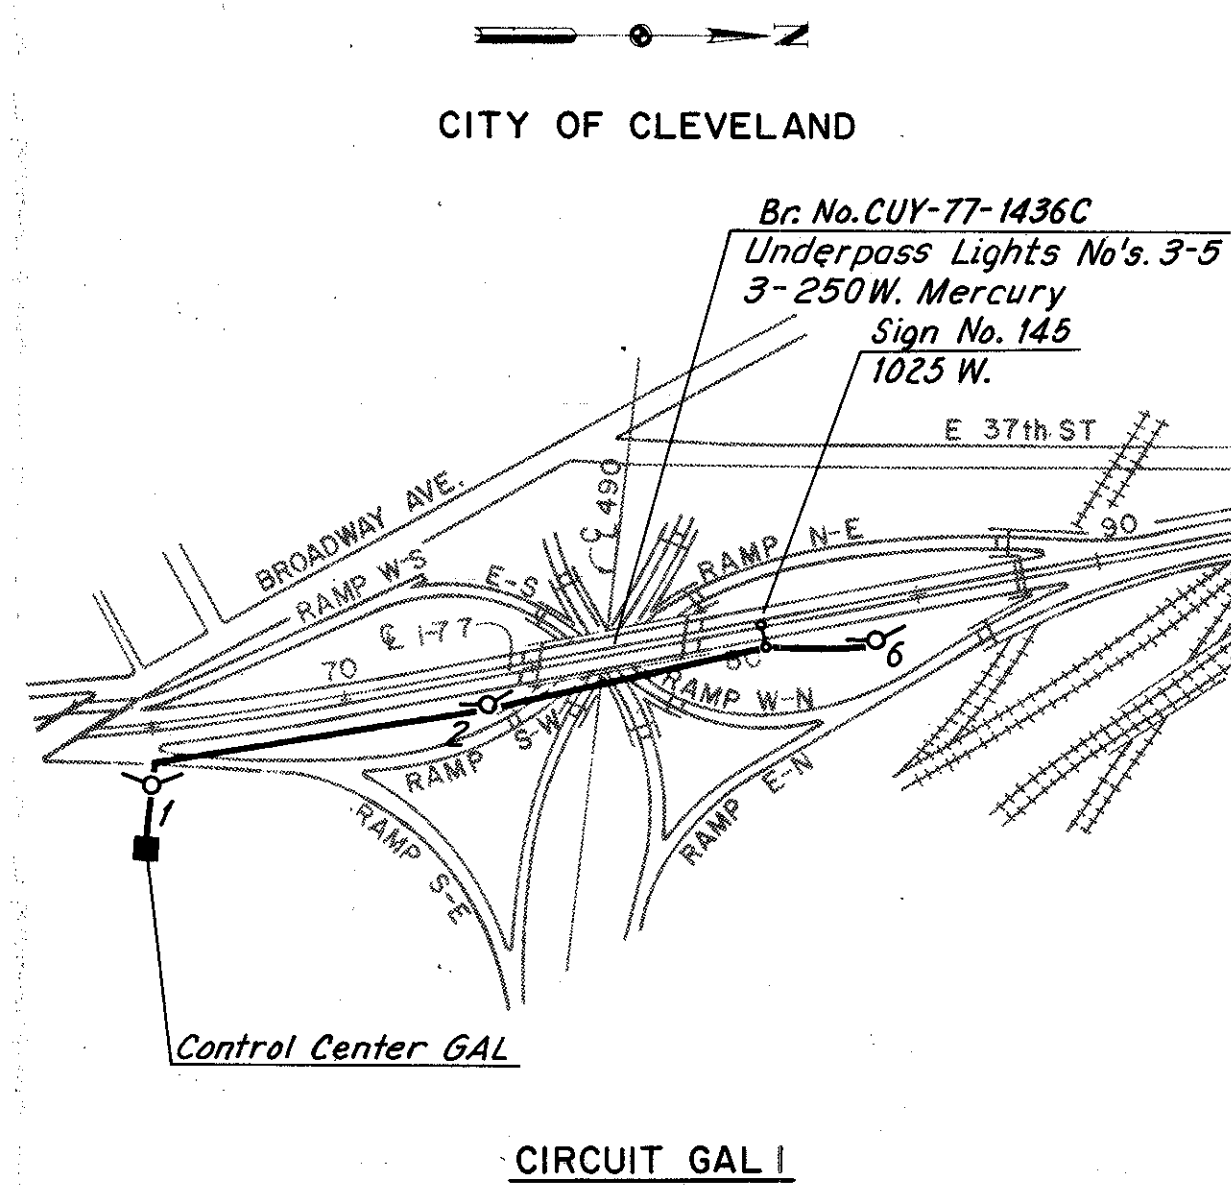 N
CITY OF CLEVELAND
Br. No. CUY-77-1436C
Underpass Lights No's. 3-5
3-250W. Mercury
Sign No. 145
1025 W.
E 37th ST
BROADWAY AVE.
℄ 490
90
RAMP N-E
RAMP W-S
E-S
℄ I-77
70
80
6
RAMP W-N
2
RAMP S-W
1
RAMP E-N
RAMP S-E
Control Center GAL
CIRCUIT GAL 1